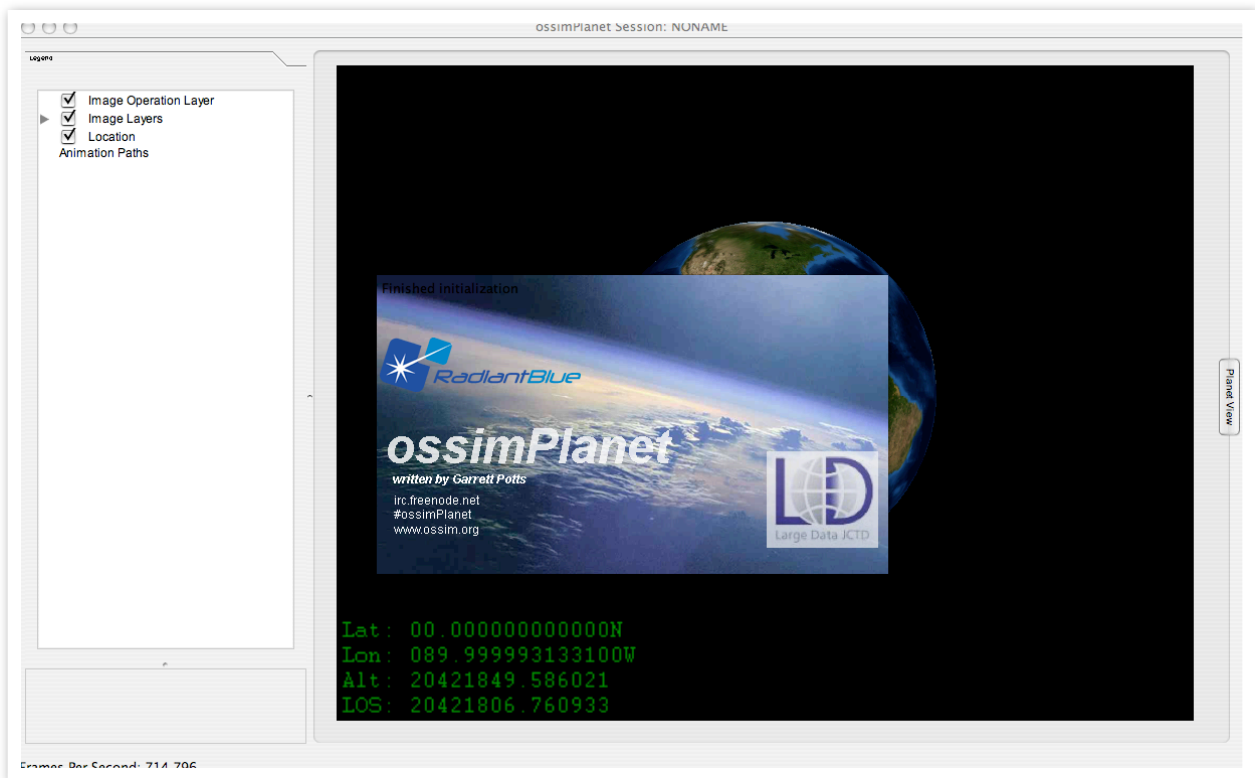 ossimPlanet Session: NONAME
Legend
Image Operation Layer
Image Layers
Location
Animation Paths
Finished initialization
RadiantBlue
ossimPlanet
written by Garrett Potts
irc.freenode.net
#ossimPlanet
www.ossim.org
LD
Large Data JCTD
Planet View
Lat: 00.000000000000N
Lon: 089.999993133100W
Alt: 20421849.586021
LOS: 20421806.760933
Frames Per Second: 714.796